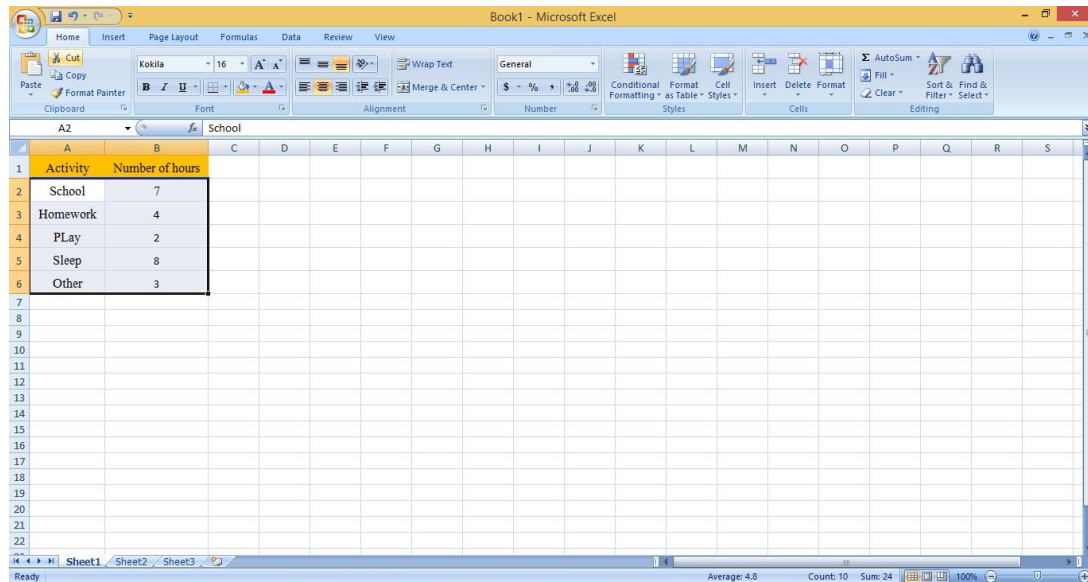 Book1 - Microsoft Excel
Home Insert Page Layout Formulas Data Review View
Paste
Cut
Copy
Format Painter
Clipboard
Kokila 16
B I U
Font
Wrap Text
Merge & Center
Alignment
General
$ % ,
Number
Conditional Formatting
Format as Table
Cell Styles
Styles
Insert Delete Format
Cells
Σ AutoSum
Fill
Clear
Sort & Filter
Find & Select
Editing
A2 fx School
A B C D E F G H I J K L M N O P Q R S
1 Activity Number of hours
2 School 7
3 Homework 4
4 PLay 2
5 Sleep 8
6 Other 3
7
8
9
10
11
12
13
14
15
16
17
18
19
20
21
22
Sheet1 Sheet2 Sheet3
Ready Average: 4.8 Count: 10 Sum: 24 100%